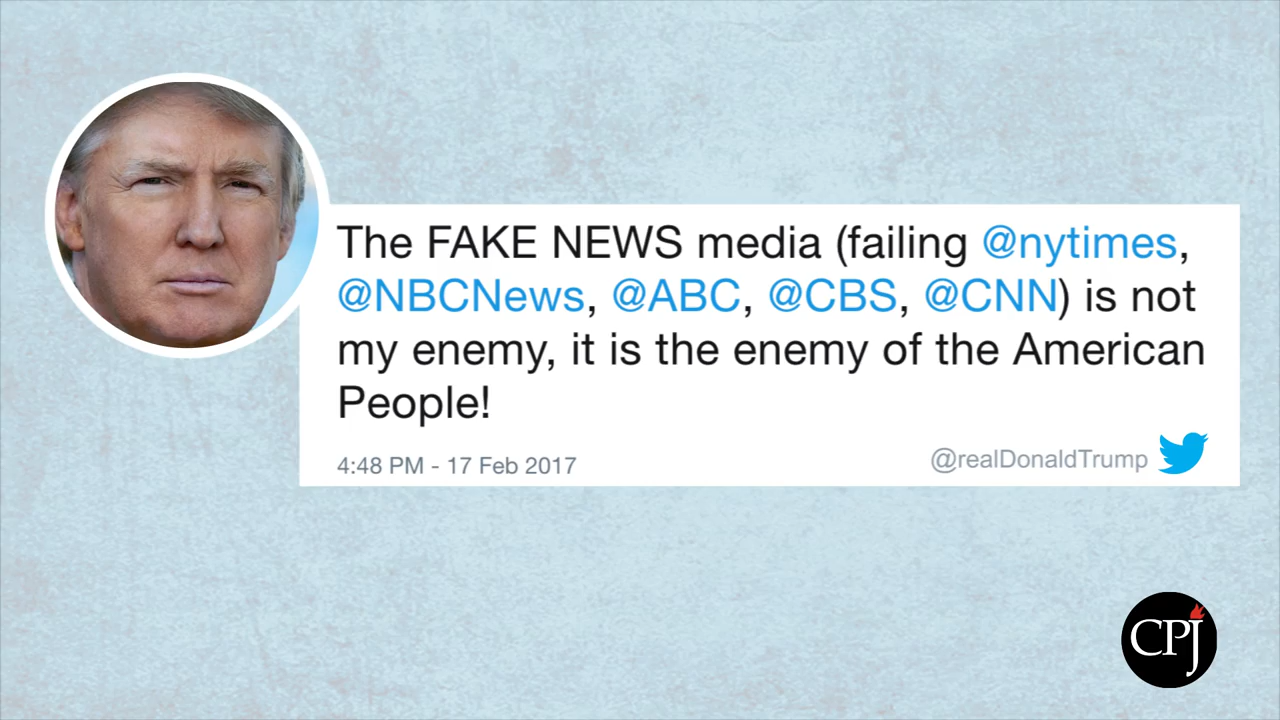 The FAKE NEWS media (failing @nytimes,
@NBCNews, @ABC, @CBS, @CNN) is not
my enemy, it is the enemy of the American
People!
4:48 PM - 17 Feb 2017
@realDonaldTrump
CPJ